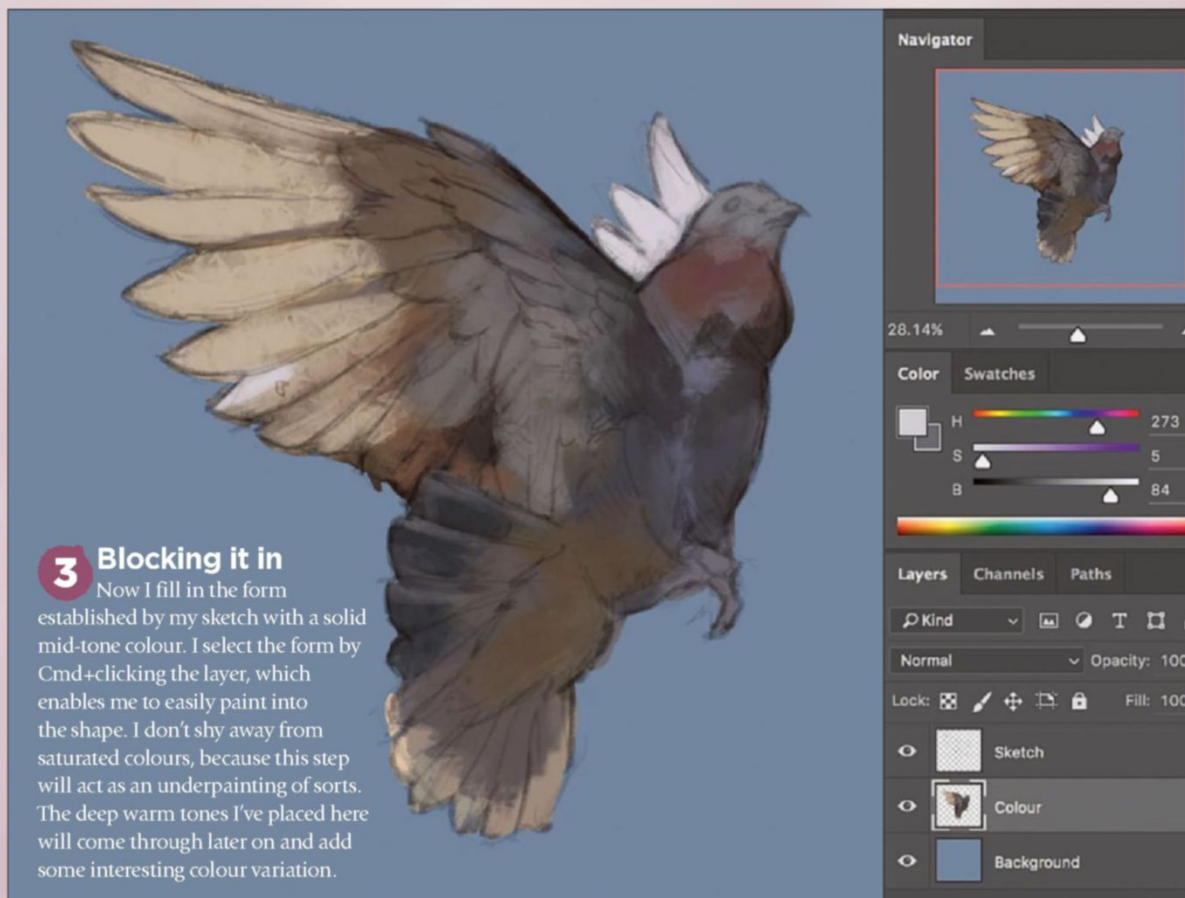 3 Blocking it in
Now I fill in the form
established by my sketch with a solid
mid-tone colour. I select the form by
Cmd+clicking the layer, which
enables me to easily paint into
the shape. I don't shy away from
saturated colours, because this step
will act as an underpainting of sorts.
The deep warm tones I've placed here
will come through later on and add
some interesting colour variation.
Navigator
28.14%
Color Swatches
H 273
S 5
B 84
Layers Channels Paths
Kind
Normal Opacity: 100
Lock: Fill: 100
Sketch
Colour
Background